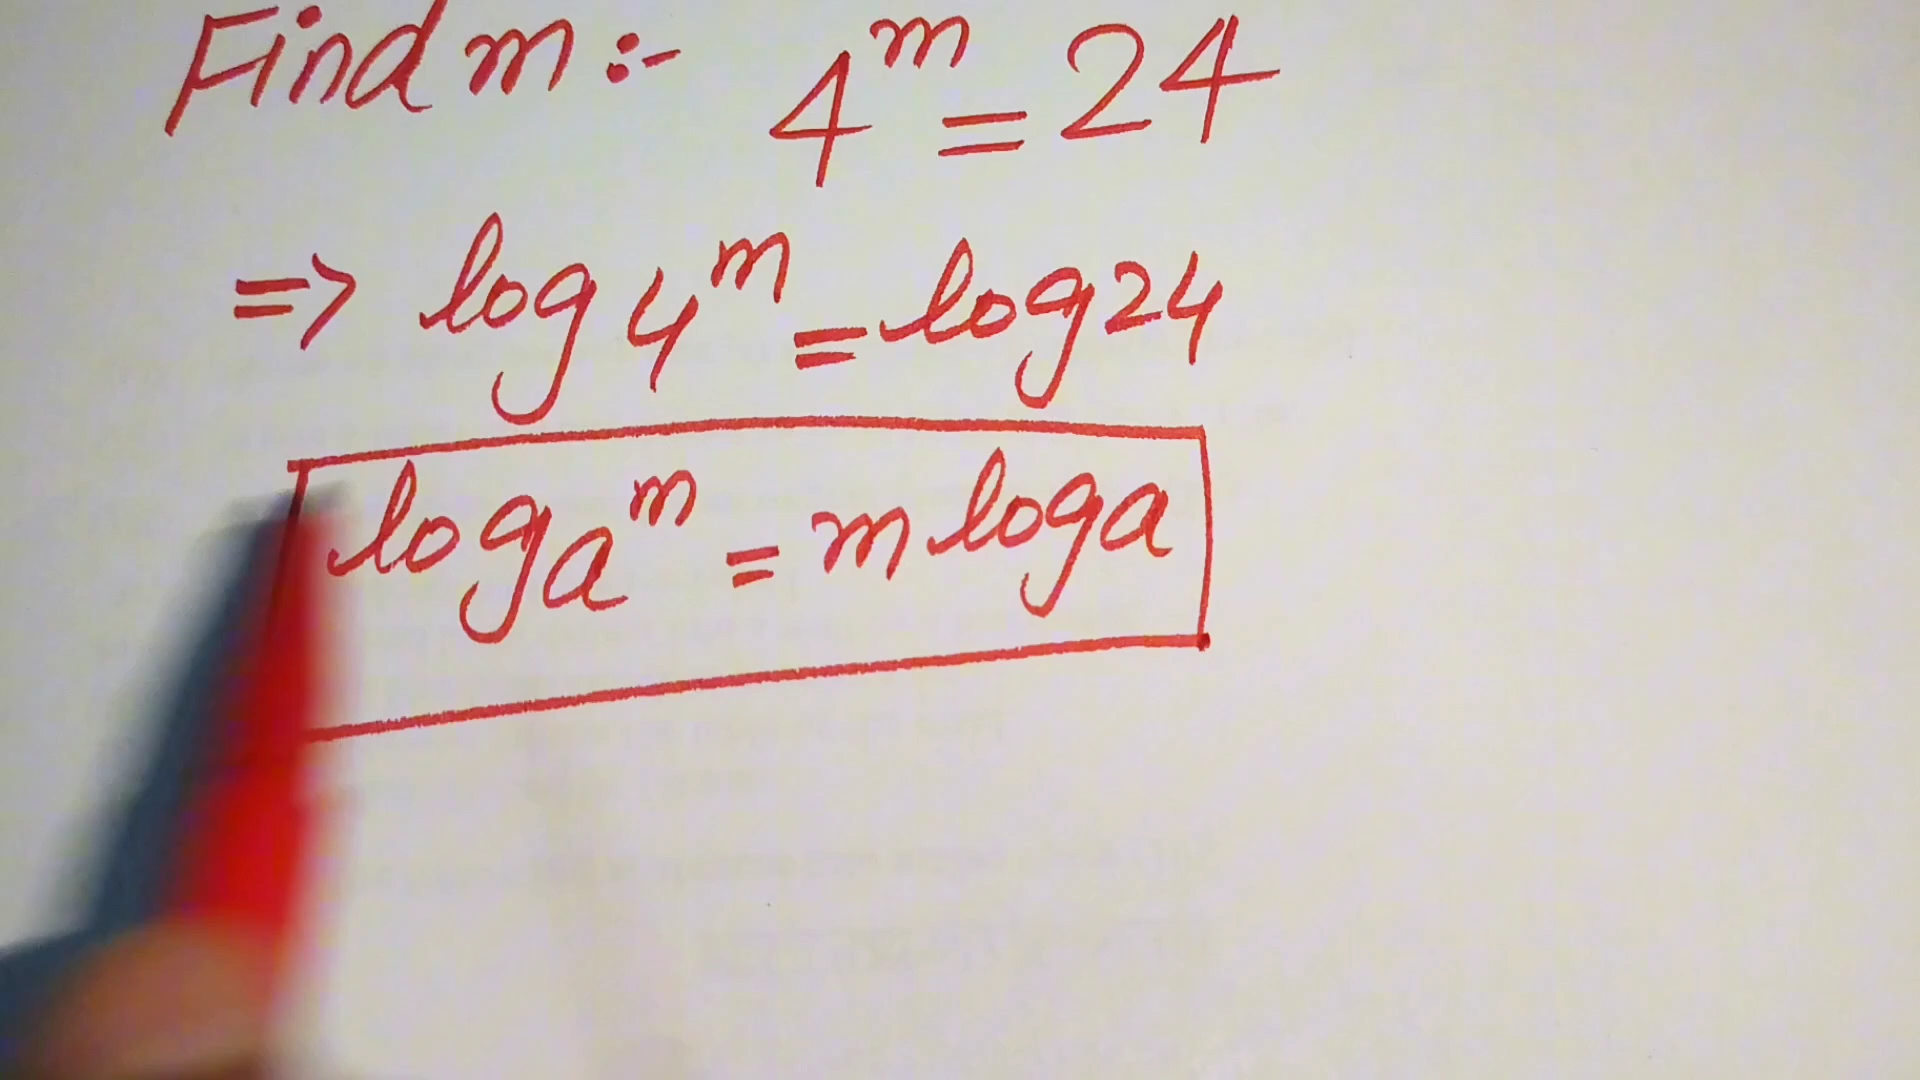 Find m :- 4^m = 24
=> log 4^m = log 24
log a^m = m log a